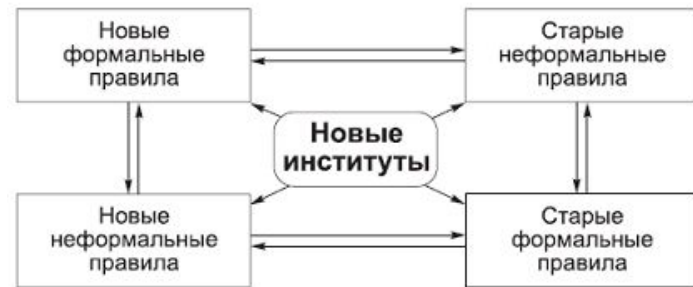 Новые
формальные
правила
Старые
неформальные
правила
Новые
институты
Новые
неформальные
правила
Старые
формальные
правила